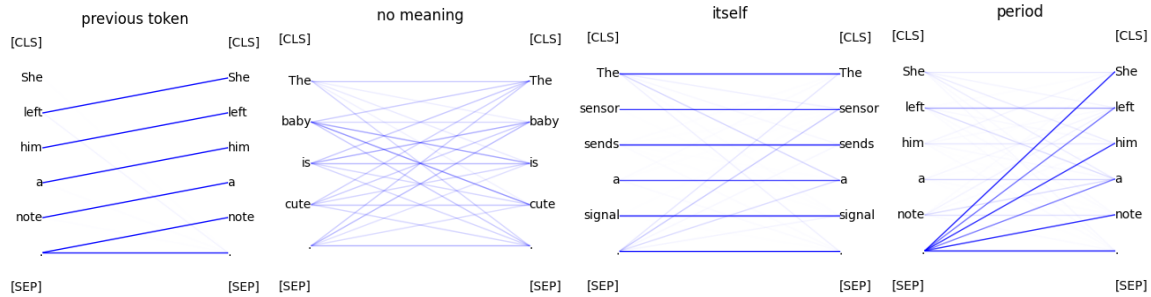 previous token
[CLS] [CLS]
She She
left left
him him
a a
note note
. .
[SEP] [SEP]
no meaning
[CLS] [CLS]
The The
baby baby
is is
cute cute
. .
[SEP] [SEP]
itself
[CLS] [CLS]
The The
sensor sensor
sends sends
a a
signal signal
. .
[SEP] [SEP]
period
[CLS] [CLS]
She She
left left
him him
a a
note note
. .
[SEP] [SEP]